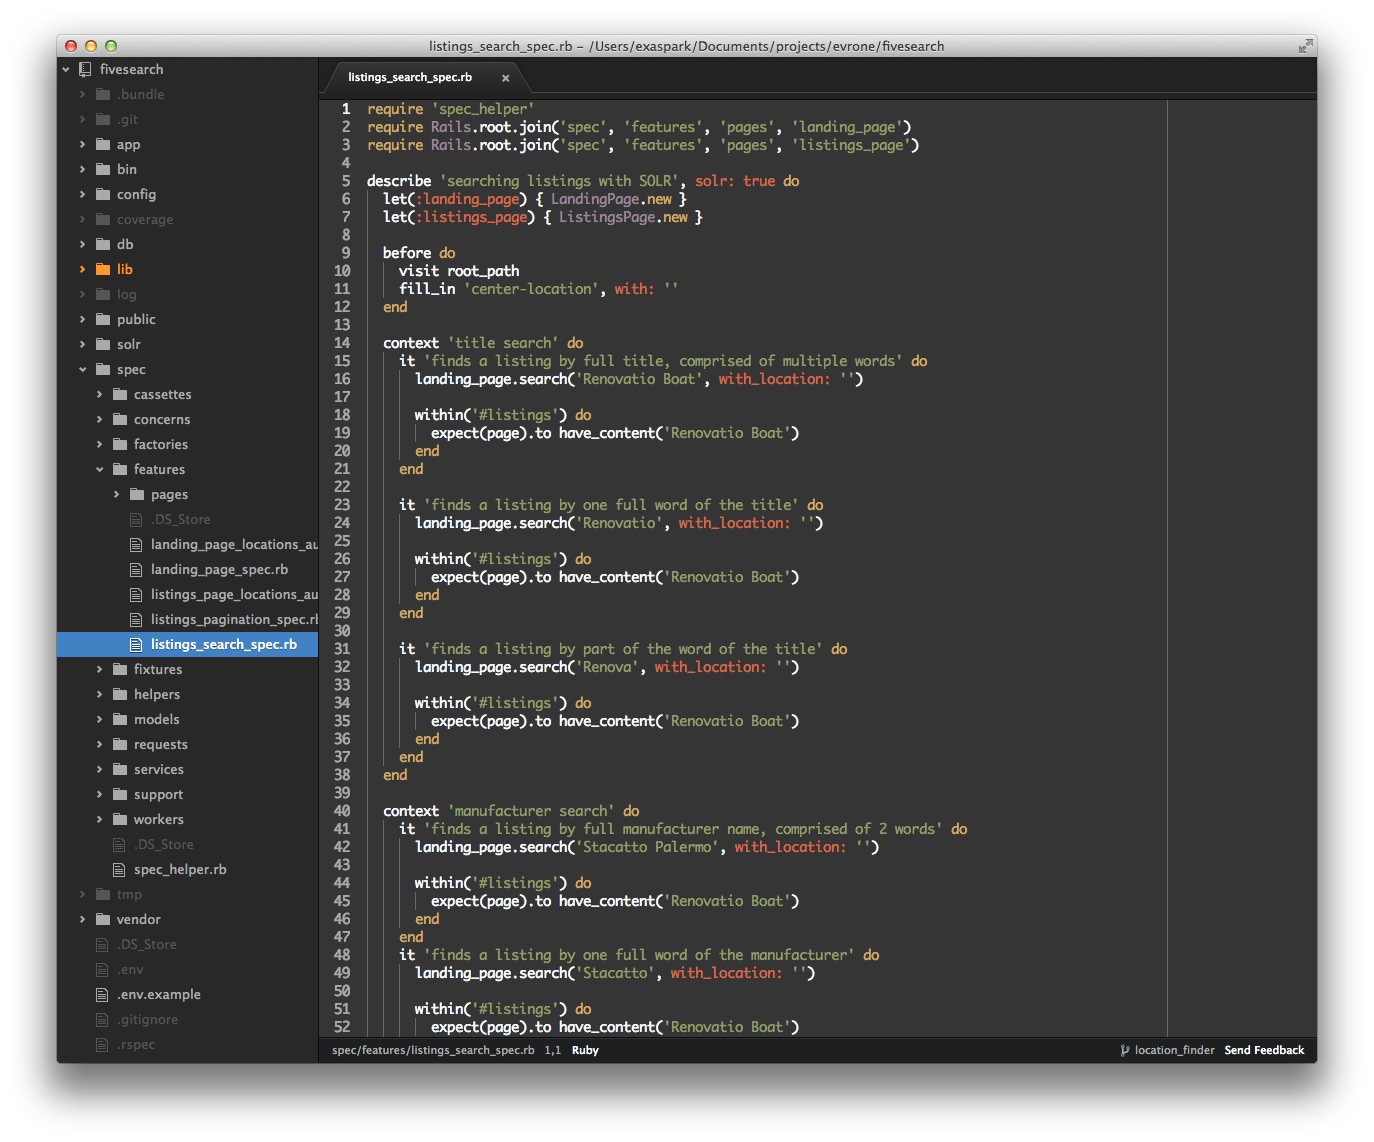 listings_search_spec.rb – /Users/exaspark/Documents/projects/evrone/fivesearch
fivesearch
.bundle
.git
app
bin
config
coverage
db
lib
log
public
solr
spec
cassettes
concerns
factories
features
pages
.DS_Store
landing_page_locations_au
landing_page_spec.rb
listings_page_locations_au
listings_pagination_spec.rb
listings_search_spec.rb
fixtures
helpers
models
requests
services
support
workers
.DS_Store
spec_helper.rb
tmp
vendor
.DS_Store
.env
.env.example
.gitignore
.rspec
listings_search_spec.rb ×
1 require 'spec_helper'
2 require Rails.root.join('spec', 'features', 'pages', 'landing_page')
3 require Rails.root.join('spec', 'features', 'pages', 'listings_page')
4
5 describe 'searching listings with SOLR', solr: true do
6 let(:landing_page) { LandingPage.new }
7 let(:listings_page) { ListingsPage.new }
8
9 before do
10 visit root_path
11 fill_in 'center-location', with: ''
12 end
13
14 context 'title search' do
15 it 'finds a listing by full title, comprised of multiple words' do
16 landing_page.search('Renovatio Boat', with_location: '')
17
18 within('#listings') do
19 expect(page).to have_content('Renovatio Boat')
20 end
21 end
22
23 it 'finds a listing by one full word of the title' do
24 landing_page.search('Renovatio', with_location: '')
25
26 within('#listings') do
27 expect(page).to have_content('Renovatio Boat')
28 end
29 end
30
31 it 'finds a listing by part of the word of the title' do
32 landing_page.search('Renova', with_location: '')
33
34 within('#listings') do
35 expect(page).to have_content('Renovatio Boat')
36 end
37 end
38 end
39
40 context 'manufacturer search' do
41 it 'finds a listing by full manufacturer name, comprised of 2 words' do
42 landing_page.search('Stacatto Palermo', with_location: '')
43
44 within('#listings') do
45 expect(page).to have_content('Renovatio Boat')
46 end
47 end
48 it 'finds a listing by one full word of the manufacturer' do
49 landing_page.search('Stacatto', with_location: '')
50
51 within('#listings') do
52 expect(page).to have_content('Renovatio Boat')
spec/features/listings_search_spec.rb 1,1 Ruby location_finder Send Feedback